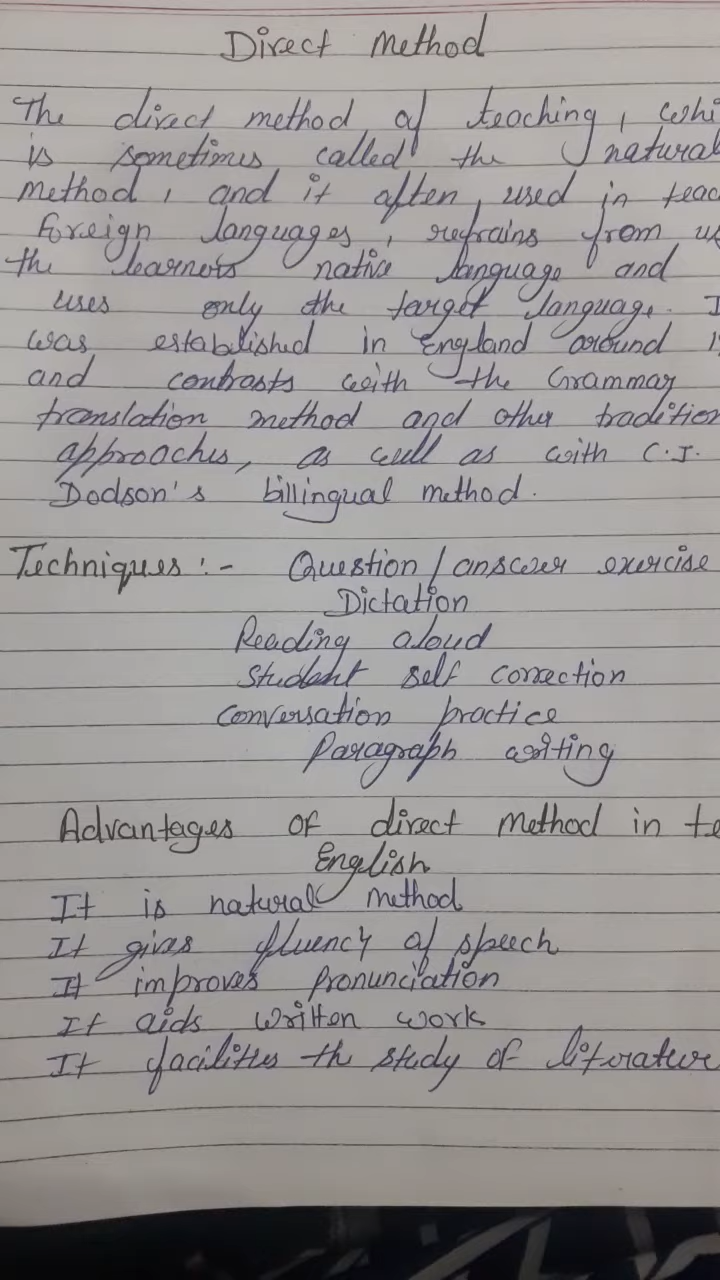 Direct Method
The direct method of teaching, whi
is sometimes called the natural
method, and it often, used in teac
foreign languages, refrains from us
the learners native language and
uses only the target language. I
was established in England around 1
and contrasts with the Grammar
translation method and other tradition
approaches, as well as with C.J.
Dodson's billingual method.
Techniques :- Question / answer exercise
Dictation
Reading aloud
Student self correction
Conversation practice
Paragraph writing
Advantages of direct method in te
English
It is natural method
It gives fluency of speech
It improves pronunciation
It aids written work
It facilities th study of literature